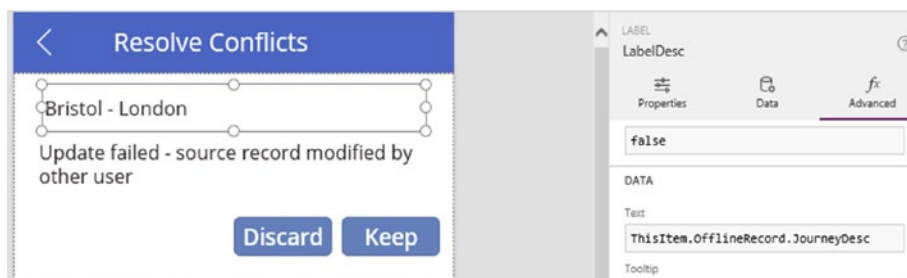 Resolve Conflicts
Bristol - London
Update failed - source record modified by
other user
Discard Keep
LABEL
LabelDesc
Properties Data Advanced
false
DATA
Text
ThisItem.OfflineRecord.JourneyDesc
Tooltip